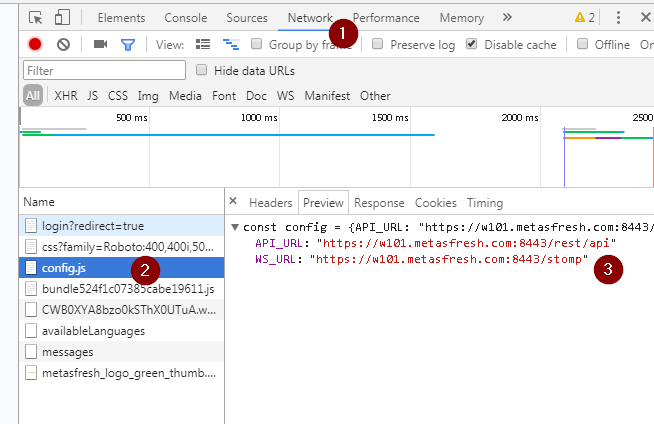 Elements Console Sources Network Performance Memory 2
View: Group by frame Preserve log Disable cache Offline On
1
Filter Hide data URLs
All XHR JS CSS Img Media Font Doc WS Manifest Other
500 ms 1000 ms 1500 ms 2000 ms 2500
Name Headers Preview Response Cookies Timing
login?redirect=true const config = {API_URL: "https://w101.metasfresh.com:8443/
css?family=Roboto:400,400i,50... API_URL: "https://w101.metasfresh.com:8443/rest/api"
config.js 2 WS_URL: "https://w101.metasfresh.com:8443/stomp" 3
bundle524f1c07385cabe19611.js
CWB0XYA8bzo0kSThX0UTuA.w...
availableLanguages
messages
metasfresh_logo_green_thumb....